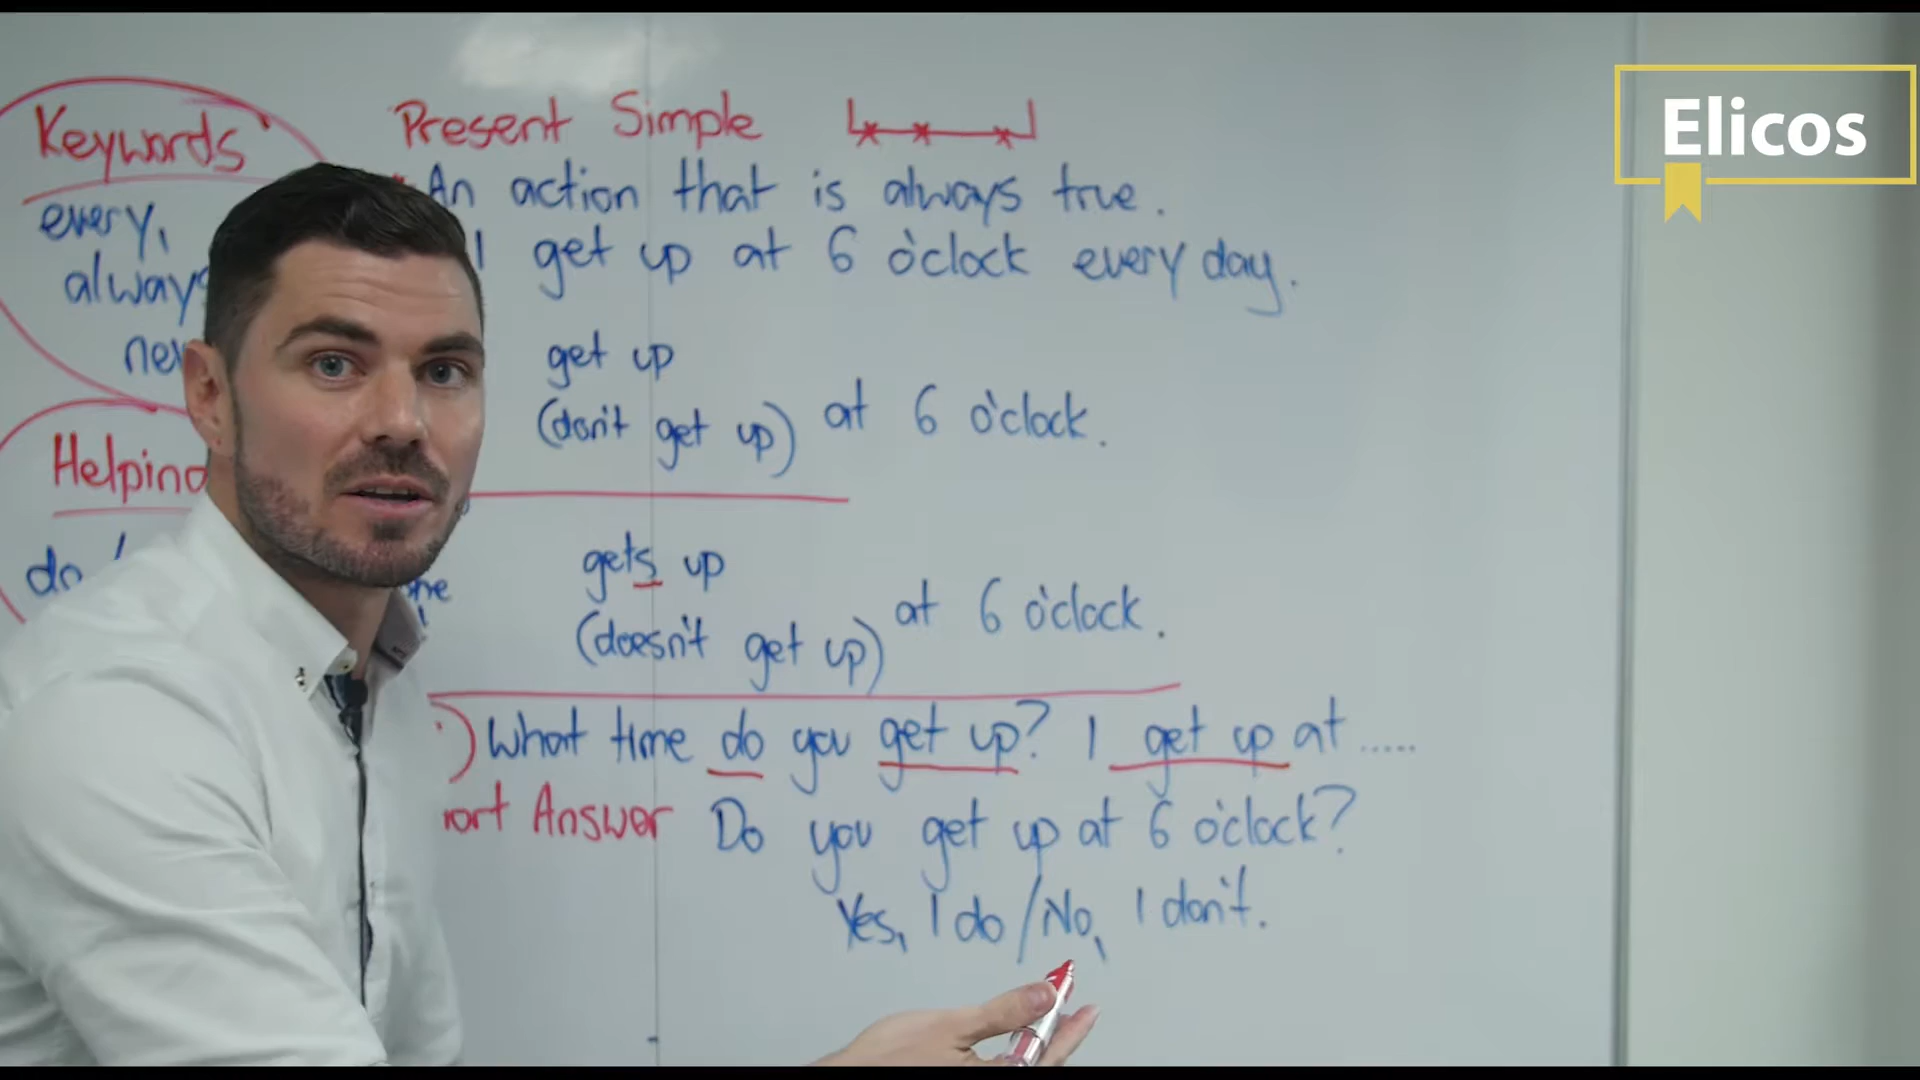 Elicos
Keywords
every,
always
Present Simple
An action that is always true.
I get up at 6 o'clock every day.
get up
(don't get up) at 6 o'clock.
Helping
do /
gets up
(doesn't get up) at 6 o'clock.
What time do you get up? I get up at .....
Answer Do you get up at 6 o'clock?
Yes, I do / No, I don't.